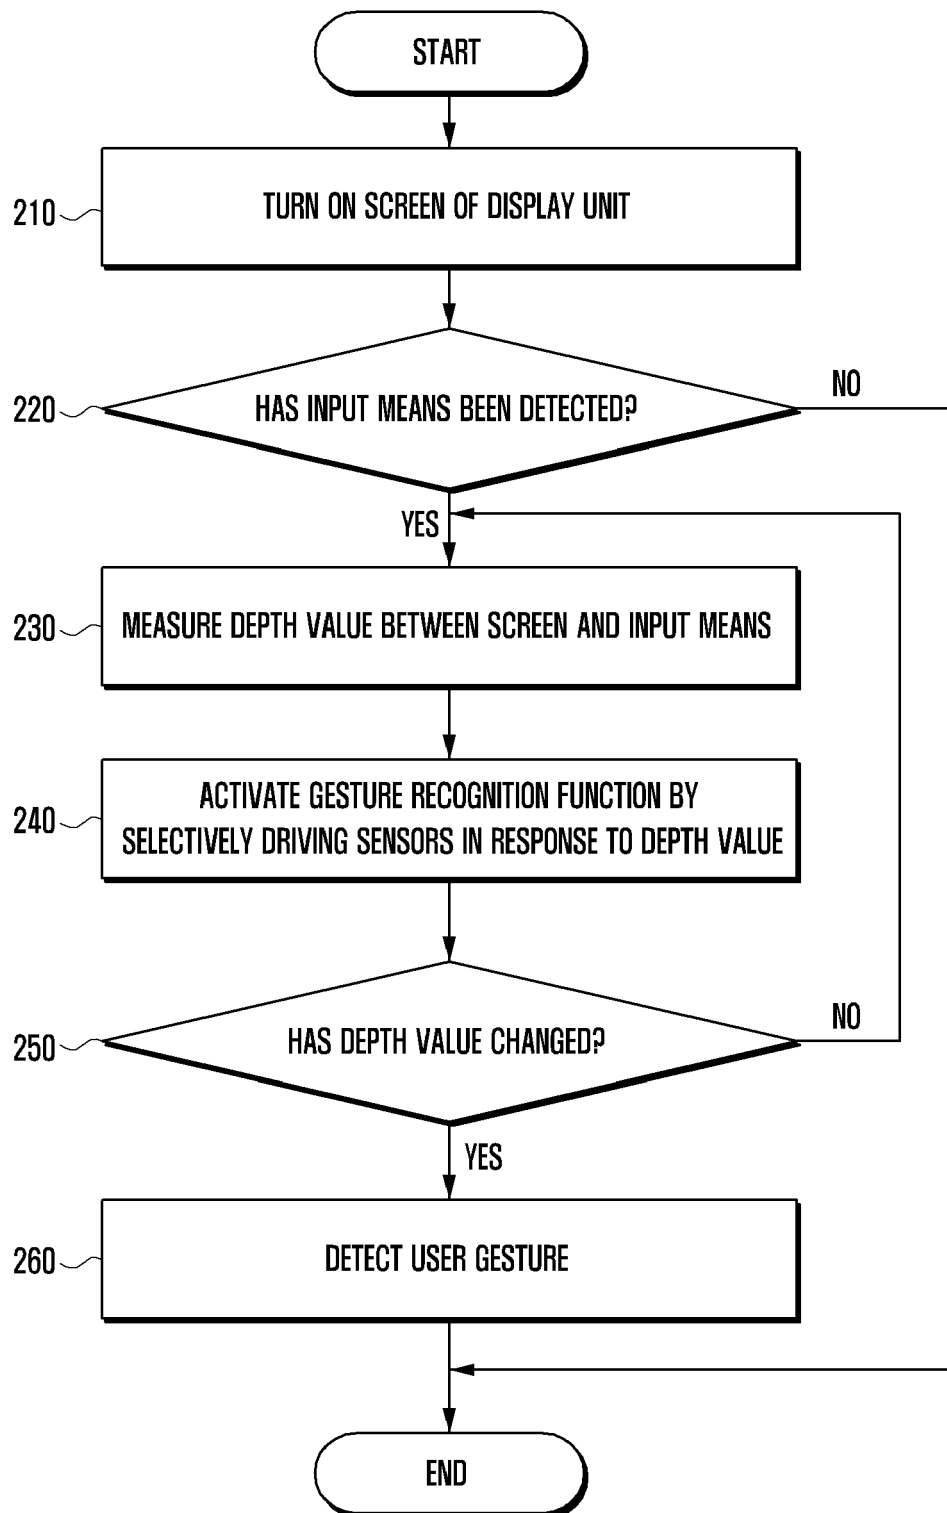 START
210
TURN ON SCREEN OF DISPLAY UNIT
220
HAS INPUT MEANS BEEN DETECTED?
NO
YES
230
MEASURE DEPTH VALUE BETWEEN SCREEN AND INPUT MEANS
240
ACTIVATE GESTURE RECOGNITION FUNCTION BY
SELECTIVELY DRIVING SENSORS IN RESPONSE TO DEPTH VALUE
250
HAS DEPTH VALUE CHANGED?
NO
YES
260
DETECT USER GESTURE
END